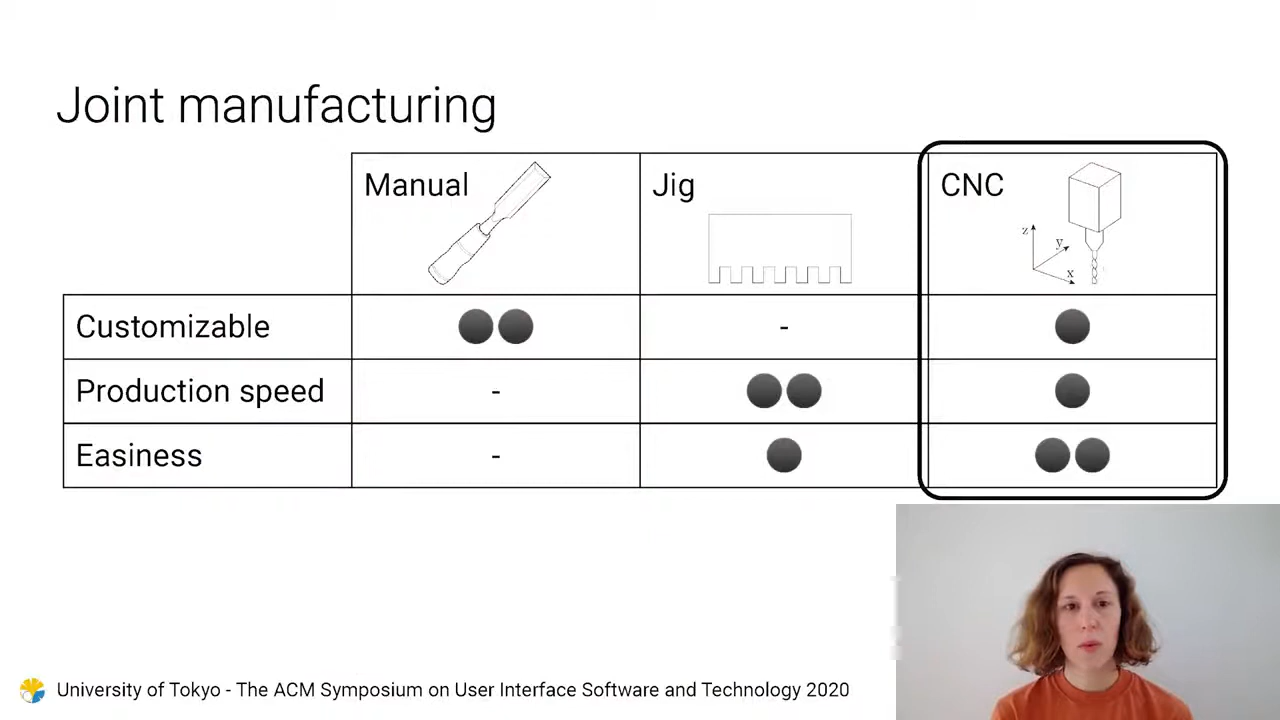 Joint manufacturing
Manual
Jig
CNC
z
y
x
Customizable
-
Production speed
-
Easiness
-
University of Tokyo - The ACM Symposium on User Interface Software and Technology 2020